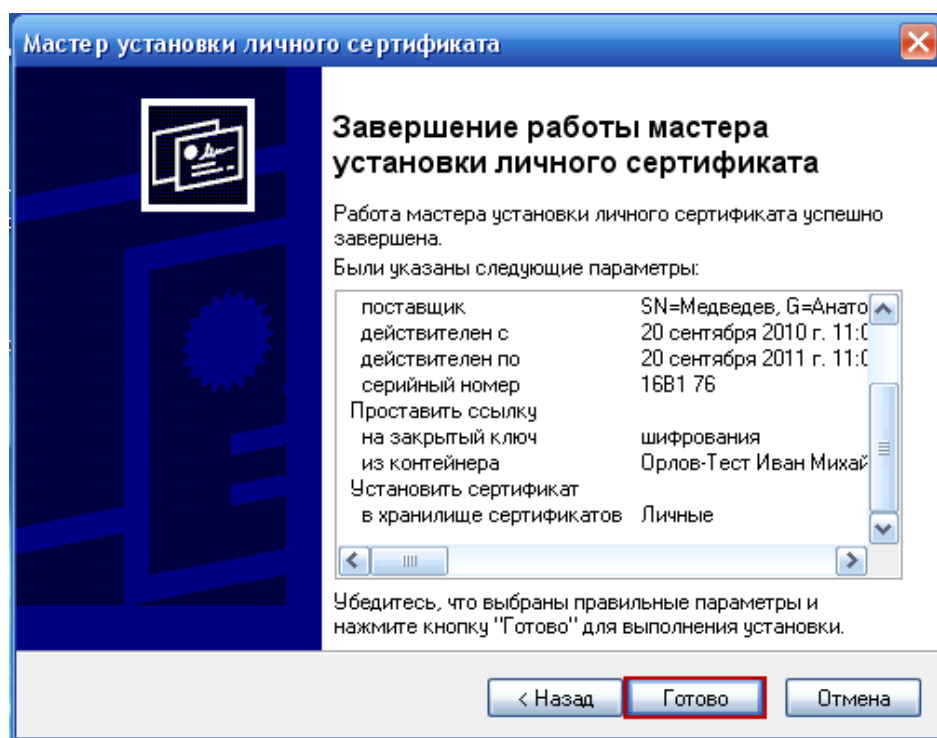 Мастер установки личного сертификата
Завершение работы мастера
установки личного сертификата
Работа мастера установки личного сертификата успешно
завершена.
Были указаны следующие параметры:
поставщик SN=Медведев, G=Анато
действителен с 20 сентября 2010 г. 11:0
действителен по 20 сентября 2011 г. 11:0
серийный номер 16B1 76
Проставить ссылку
на закрытый ключ шифрования
из контейнера Орлов-Тест Иван Михай
Установить сертификат
в хранилище сертификатов Личные
Убедитесь, что выбраны правильные параметры и
нажмите кнопку "Готово" для выполнения установки.
< Назад Готово Отмена